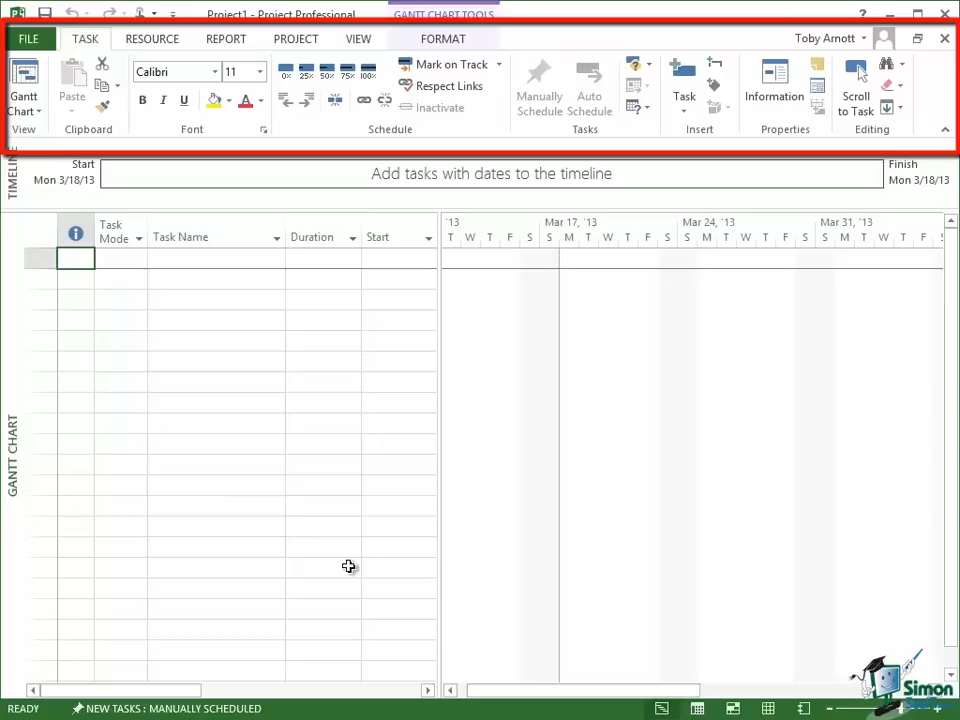 Project1 - Project Professional
GANTT CHART TOOLS
?
FILE TASK RESOURCE REPORT PROJECT VIEW FORMAT
Toby Arnott
Gantt Chart
Paste
Calibri 11
B I U A
0% 25% 50% 75% 100%
Mark on Track
Respect Links
Inactivate
Manually Schedule
Auto Schedule
Task
Information
Scroll to Task
View Clipboard Font Schedule Tasks Insert Properties Editing
TIMELINE
Start
Mon 3/18/13
Add tasks with dates to the timeline
Finish
Mon 3/18/13
Task Mode
Task Name
Duration
Start
'13 Mar 17, '13 Mar 24, '13 Mar 31, '13
T W T F S S M T W T F S S M T W T F S S M T W T F S
GANTT CHART
READY
NEW TASKS : MANUALLY SCHEDULED
Simon